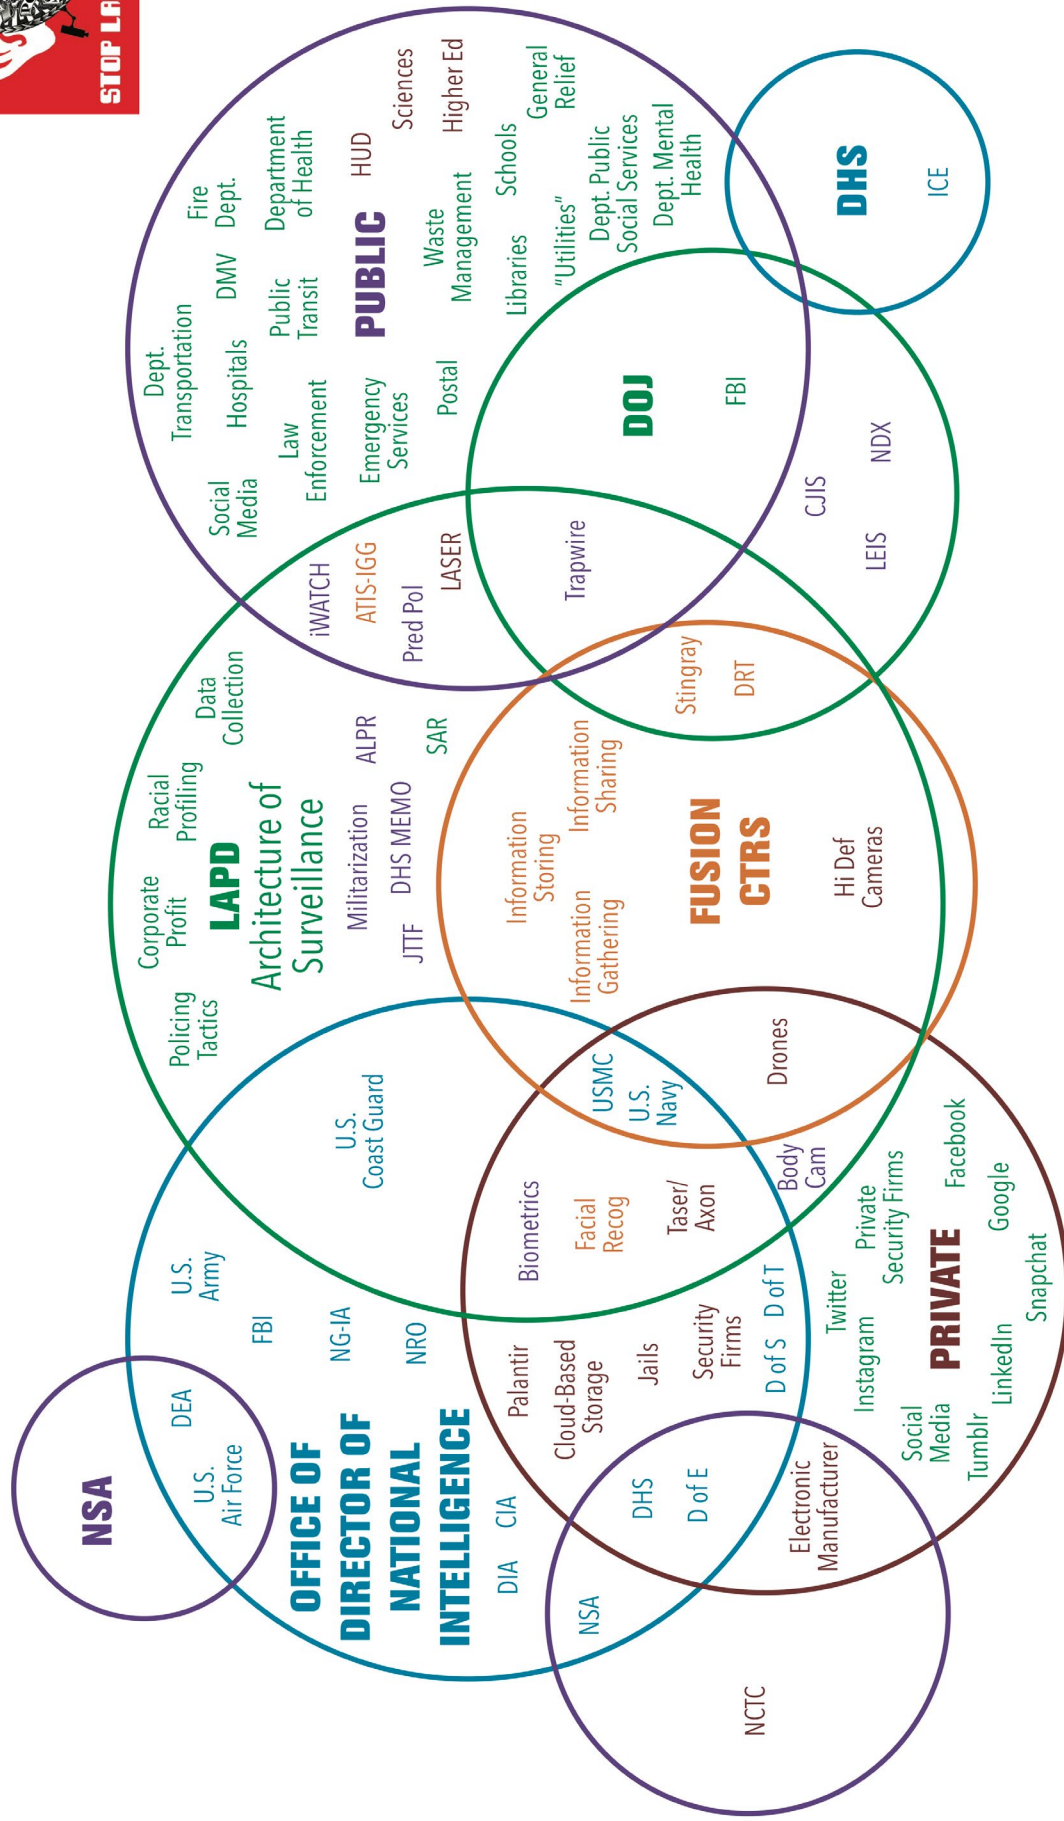 STOP LA
NSA
DEA
U.S.
Air Force
OFFICE OF
DIRECTOR OF
NATIONAL
INTELLIGENCE
U.S.
Army
FBI
NG-IA
NRO
DIA
CIA
U.S.
Coast Guard
LAPD
Architecture of
Surveillance
Policing
Tactics
Corporate
Profit
Racial
Profiling
Data
Collection
Militarization
ALPR
JTTF
DHS MEMO
SAR
iWATCH
ATIS-IGG
Pred Pol
LASER
Trapwire
PUBLIC
Social
Media
Dept.
Transportation
Hospitals
DMV
Fire
Dept.
Law
Enforcement
Public
Transit
Department
of Health
Emergency
Services
HUD
Sciences
Postal
Waste
Management
Higher Ed
Libraries
Schools
General
Relief
"Utilities"
Dept. Public
Social Services
Dept. Mental
Health
DOJ
FBI
CJIS
LEIS
NDX
DHS
ICE
FUSION
CTRS
Information
Gathering
Information
Storing
Information
Sharing
Stingray
DRT
Hi Def
Cameras
USMC
U.S.
Navy
Drones
Biometrics
Facial
Recog
Taser/
Axon
Body
Cam
Palantir
Cloud-Based
Storage
Jails
Security
Firms
D of S
D of T
NSA
DHS
D of E
Electronic
Manufacturer
NCTC
PRIVATE
Instagram
Twitter
Private
Security Firms
Social
Media
Facebook
Tumblr
LinkedIn
Google
Snapchat